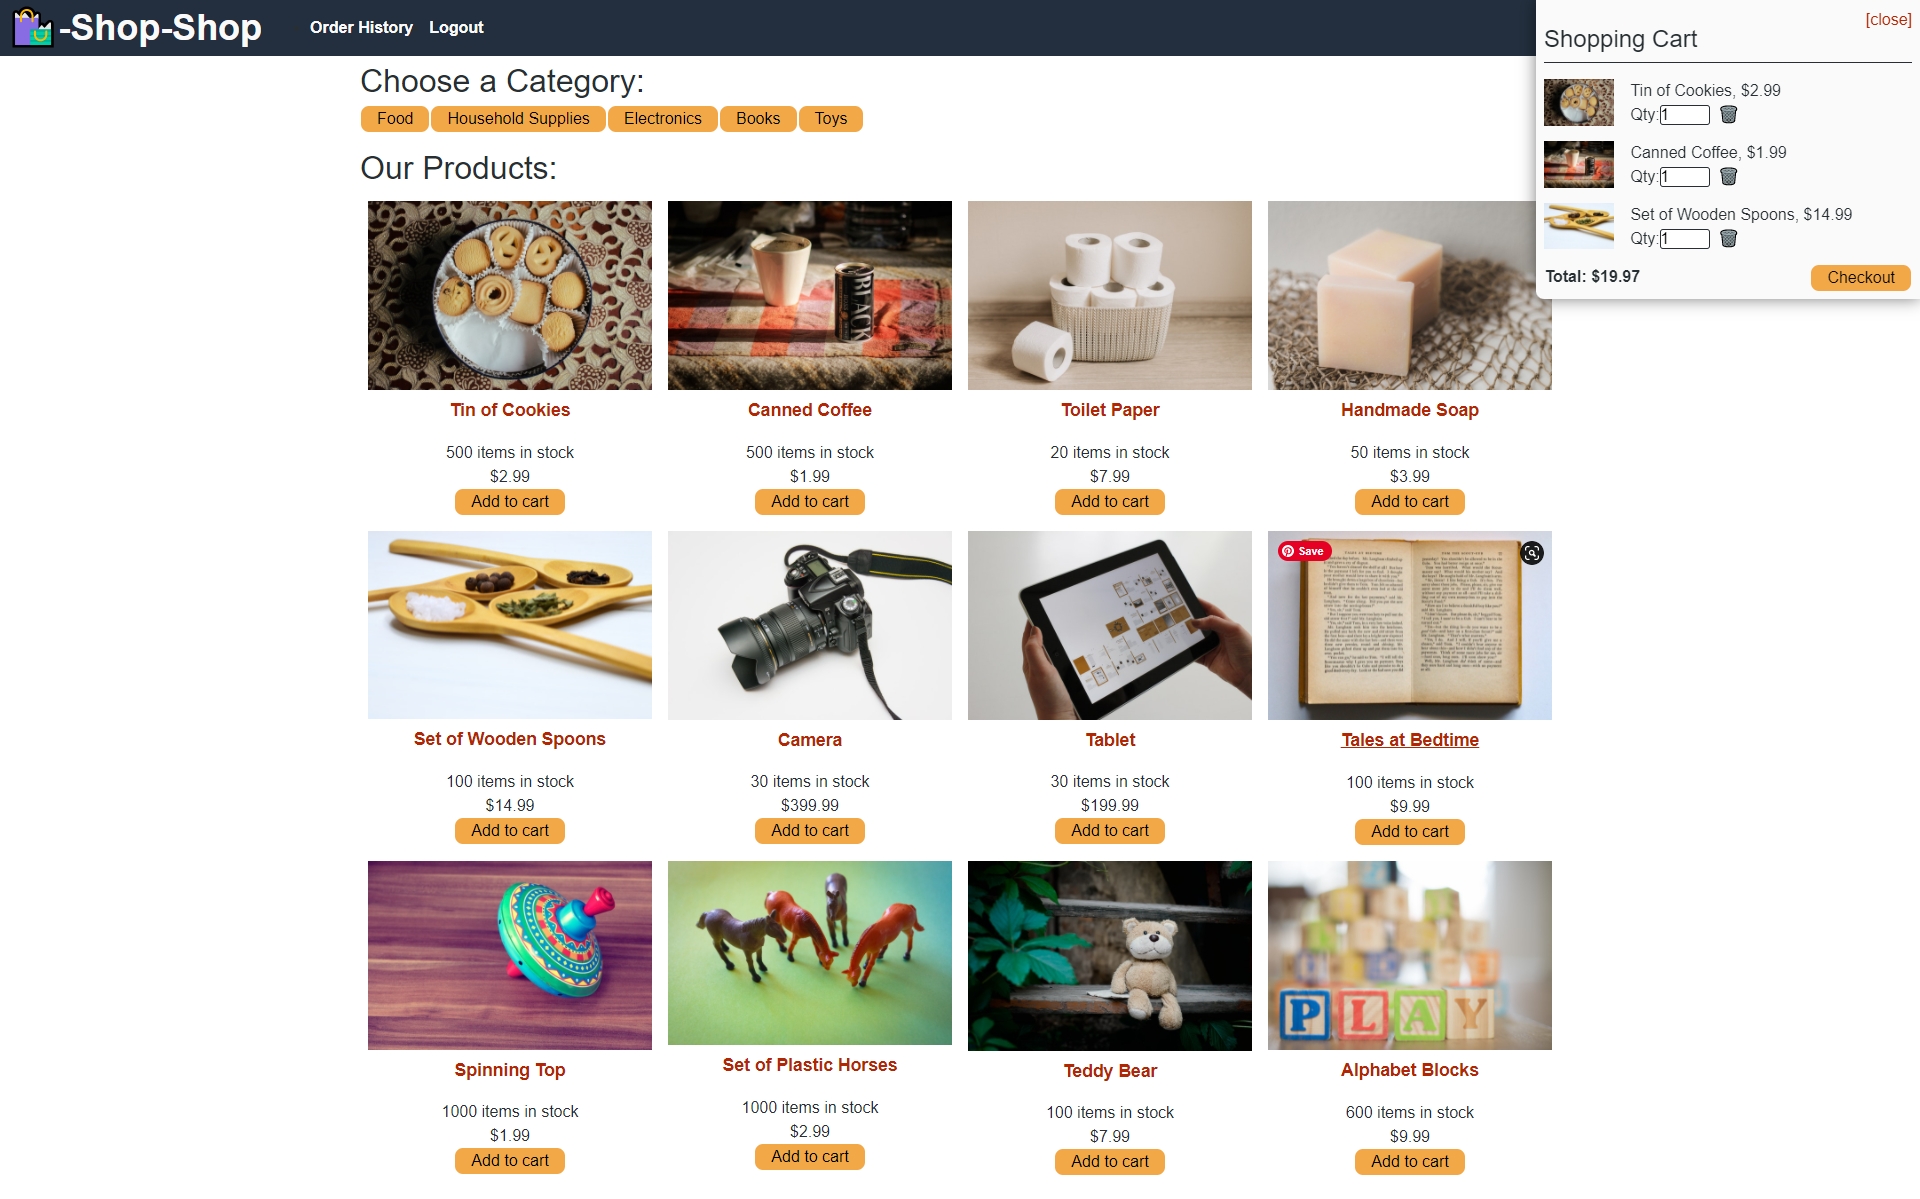 -Shop-Shop
Order History
Logout
[close]
Shopping Cart
Tin of Cookies, $2.99
Qty:1
Canned Coffee, $1.99
Qty:1
Set of Wooden Spoons, $14.99
Qty:1
Total: $19.97
Checkout
Choose a Category:
Food
Household Supplies
Electronics
Books
Toys
Our Products:
BLACK
Tin of Cookies
500 items in stock
$2.99
Add to cart
Canned Coffee
500 items in stock
$1.99
Add to cart
Toilet Paper
20 items in stock
$7.99
Add to cart
Handmade Soap
50 items in stock
$3.99
Add to cart
Set of Wooden Spoons
100 items in stock
$14.99
Add to cart
Camera
30 items in stock
$399.99
Add to cart
Tablet
30 items in stock
$199.99
Add to cart
Save
Tales at Bedtime
100 items in stock
$9.99
Add to cart
Spinning Top
1000 items in stock
$1.99
Add to cart
Set of Plastic Horses
1000 items in stock
$2.99
Add to cart
Teddy Bear
100 items in stock
$7.99
Add to cart
PLAY
Alphabet Blocks
600 items in stock
$9.99
Add to cart